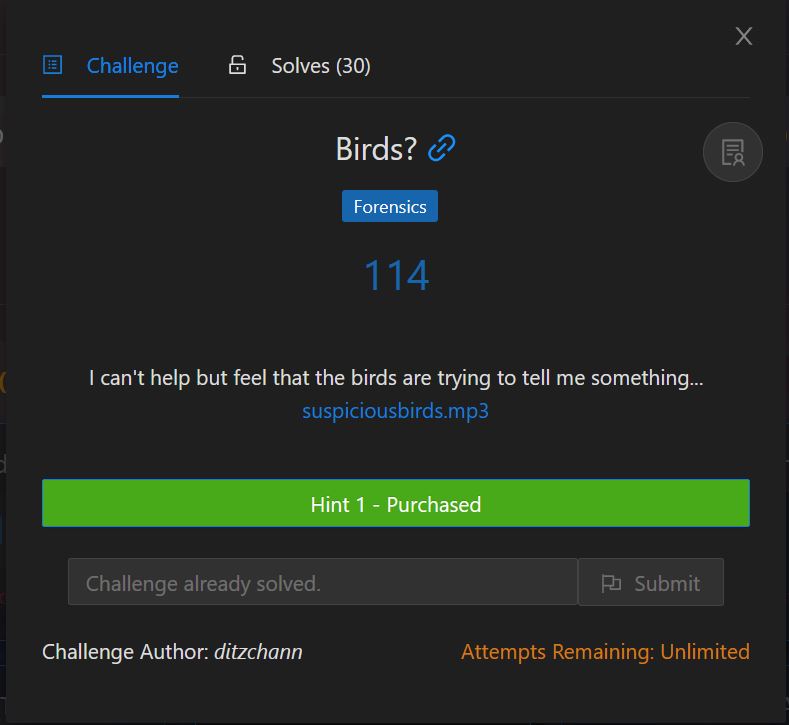 X
Challenge
Solves (30)
Birds?
Forensics
114
I can't help but feel that the birds are trying to tell me something...
suspiciousbirds.mp3
Hint 1 - Purchased
Challenge already solved.
Submit
Challenge Author: ditzchann
Attempts Remaining: Unlimited